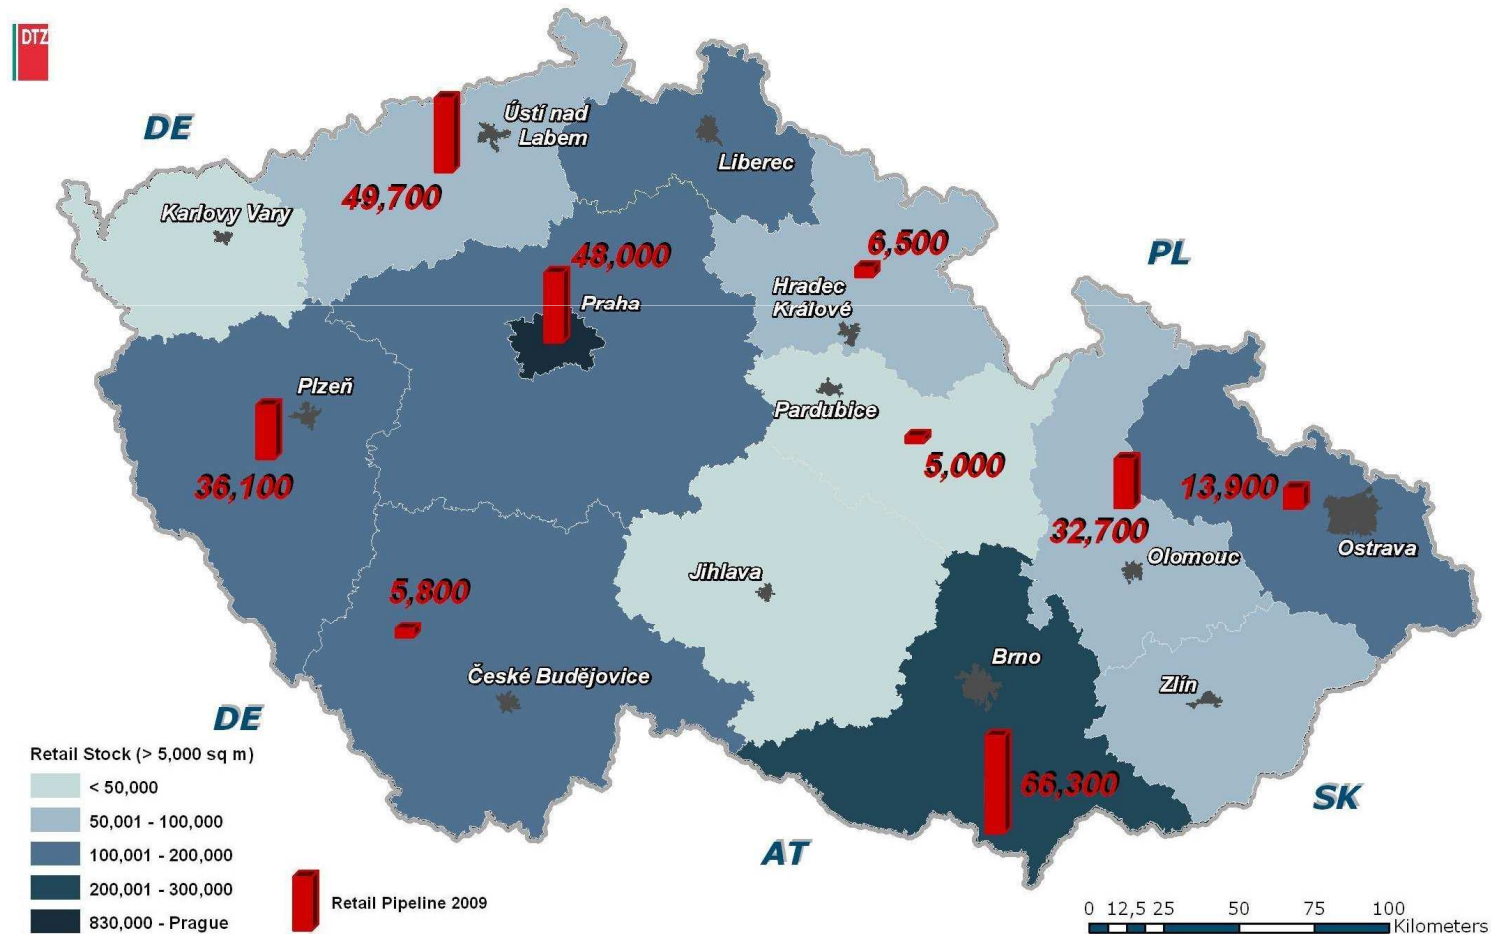 DTZ
DE
Ústí nad
Labem
Liberec
49,700
Karlovy Vary
6,500
48,000
PL
Hradec
Králové
Praha
Plzeň
Pardubice
36,100
5,000
13,900
32,700
Ostrava
Olomouc
Jihlava
5,800
Brno
České Budějovice
Zlín
DE
66,300
SK
AT
Retail Stock (> 5,000 sq m)
< 50,000
50,001 - 100,000
100,001 - 200,000
200,001 - 300,000
830,000 - Prague
Retail Pipeline 2009
0 12,5 25 50 75 100
Kilometers